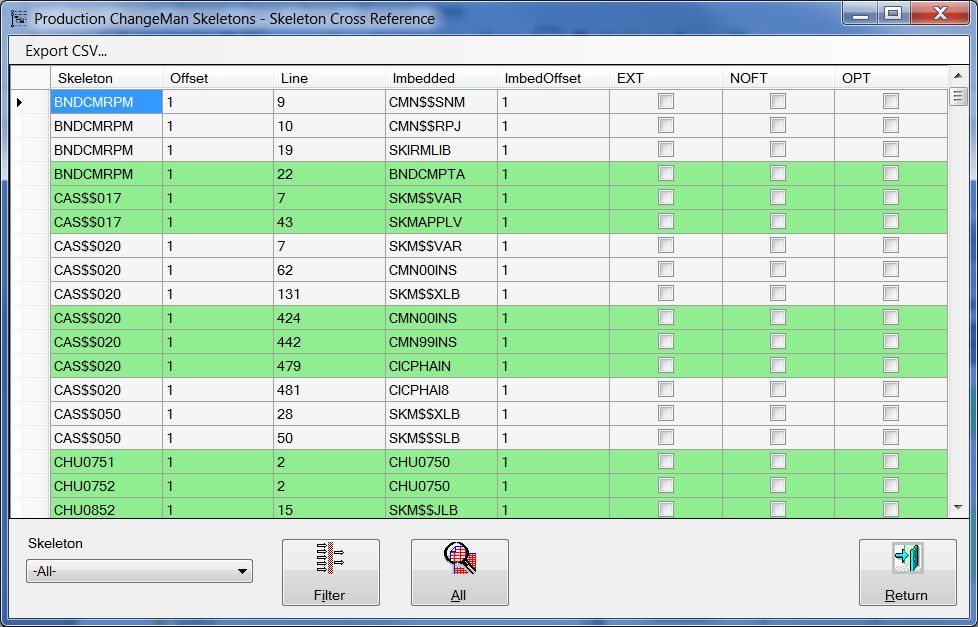 Production ChangeMan Skeletons - Skeleton Cross Reference
Export CSV...
Skeleton Offset Line Imbedded ImbedOffset EXT NOFT OPT
BNDCMRPM 1 9 CMN$$SNM 1
BNDCMRPM 1 10 CMN$$RPJ 1
BNDCMRPM 1 19 SKIRMLIB 1
BNDCMRPM 1 22 BNDCMPTA 1
CAS$$017 1 7 SKM$$VAR 1
CAS$$017 1 43 SKMAPPLV 1
CAS$$020 1 7 SKM$$VAR 1
CAS$$020 1 62 CMN00INS 1
CAS$$020 1 131 SKM$$XLB 1
CAS$$020 1 424 CMN00INS 1
CAS$$020 1 442 CMN99INS 1
CAS$$020 1 479 CICPHAIN 1
CAS$$020 1 481 CICPHAI8 1
CAS$$050 1 28 SKM$$XLB 1
CAS$$050 1 50 SKM$$SLB 1
CHU0751 1 2 CHU0750 1
CHU0752 1 2 CHU0750 1
CHU0852 1 15 SKM$$JLB 1
Skeleton
-All-
Filter
All
Return